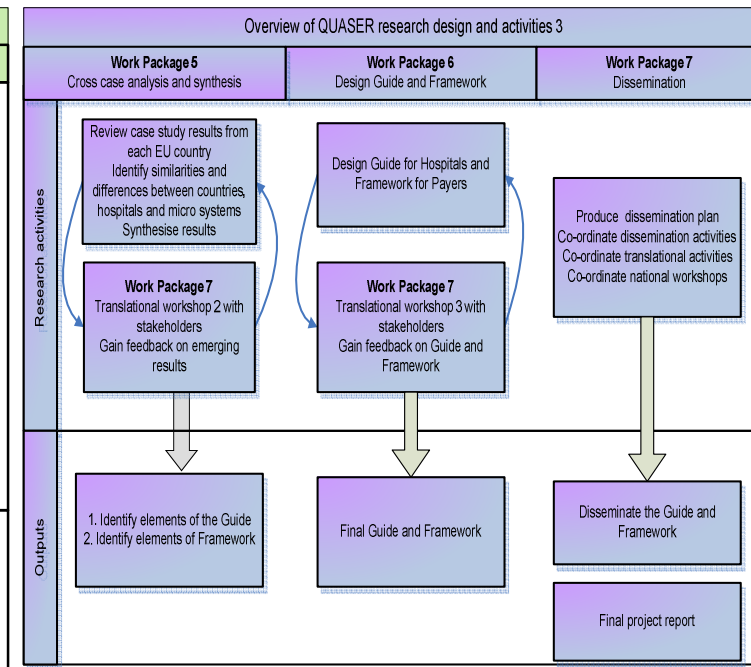 Overview of QUASER research design and activities 3
Work Package 5
Cross case analysis and synthesis
Work Package 6
Design Guide and Framework
Work Package 7
Dissemination
Research activities
Review case study results from
each EU country
Identify similarities and
differences between countries,
hospitals and micro systems
Synthesise results
Work Package 7
Translational workshop 2 with
stakeholders
Gain feedback on emerging
results
Design Guide for Hospitals and
Framework for Payers
Work Package 7
Translational workshop 3 with
stakeholders
Gain feedback on Guide and
Framework
Produce dissemination plan
Co-ordinate dissemination activities
Co-ordinate translational activities
Co-ordinate national workshops
Outputs
1. Identify elements of the Guide
2. Identify elements of Framework
Final Guide and Framework
Disseminate the Guide and
Framework
Final project report